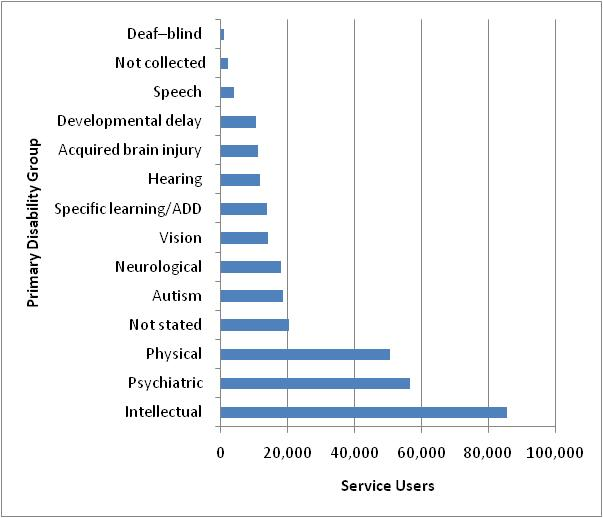 Deaf–blind
Not collected
Speech
Developmental delay
Acquired brain injury
Hearing
Specific learning/ADD
Vision
Neurological
Autism
Not stated
Physical
Psychiatric
Intellectual
Primary Disability Group
0 20,000 40,000 60,000 80,000 100,000
Service Users